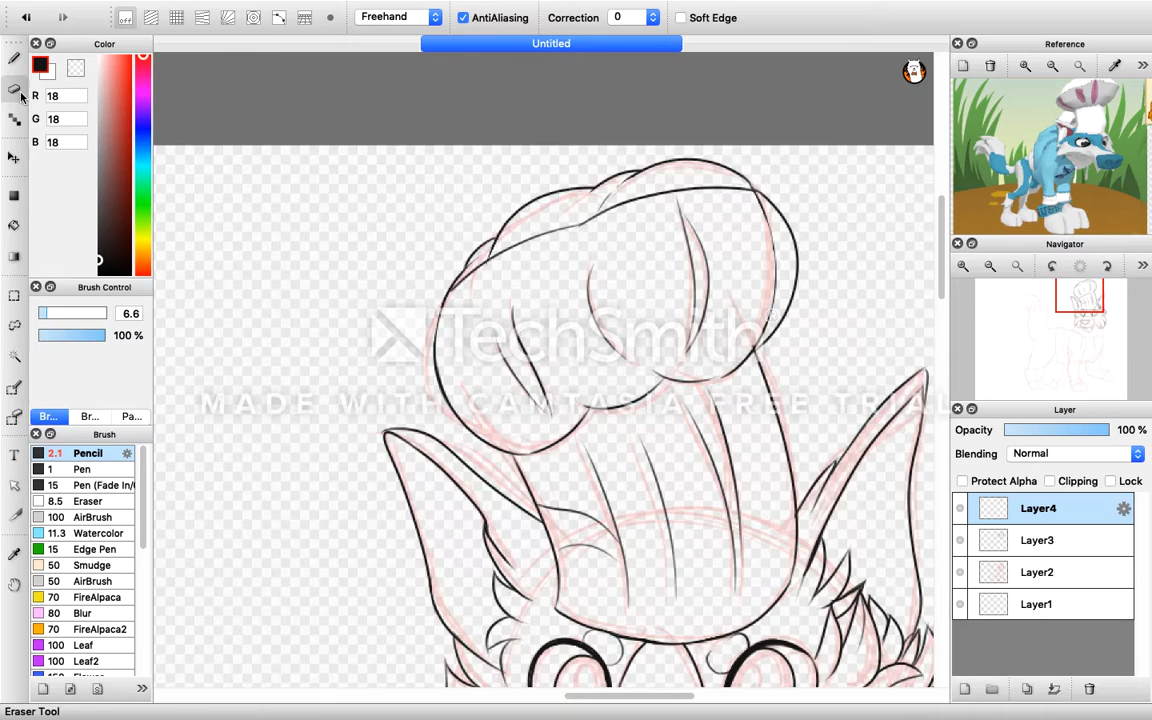 Freehand
AntiAliasing
Correction
0
Soft Edge
Color
Untitled
Reference
R 18
G 18
B 18
Brush Control
6.6
100 %
Br...
Br...
Pa...
Brush
2.1 Pencil
1 Pen
15 Pen (Fade In/
8.5 Eraser
100 AirBrush
11.3 Watercolor
15 Edge Pen
50 Smudge
50 AirBrush
70 FireAlpaca
80 Blur
70 FireAlpaca2
100 Leaf
100 Leaf2
TechSmith®
MADE WITH CAMTASIA FREE TRIAL
Navigator
Layer
Opacity
100 %
Blending
Normal
Protect Alpha
Clipping
Lock
Layer4
Layer3
Layer2
Layer1
Eraser Tool